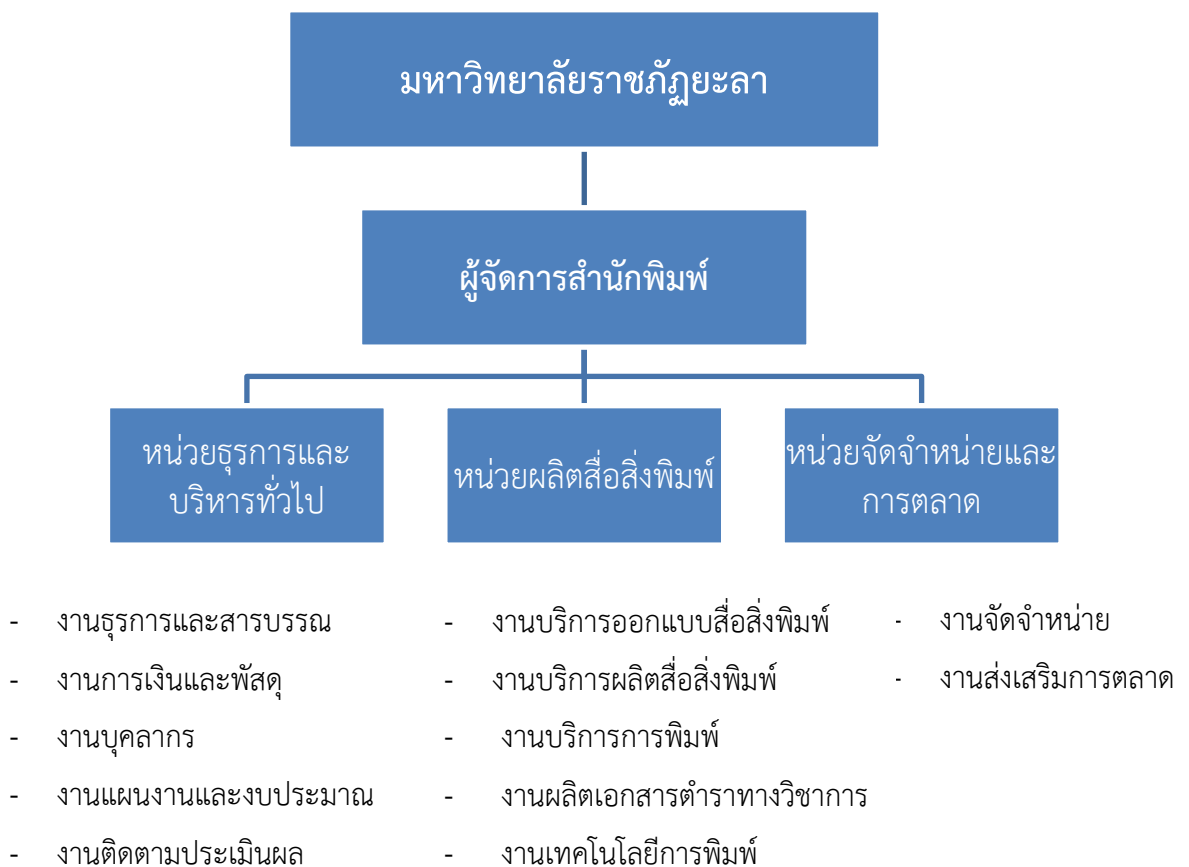 มหาวิทยาลัยราชภัฏยะลา
ผู้จัดการสำนักพิมพ์
หน่วยธุรการและ
บริหารทั่วไป
หน่วยผลิตสื่อสิ่งพิมพ์
หน่วยจัดจำหน่ายและ
การตลาด
- งานธุรการและสารบรรณ
- งานการเงินและพัสดุ
- งานบุคลากร
- งานแผนงานและงบประมาณ
- งานติดตามประเมินผล
- งานบริการออกแบบสื่อสิ่งพิมพ์
- งานบริการผลิตสื่อสิ่งพิมพ์
- งานบริการการพิมพ์
- งานผลิตเอกสารตำราทางวิชาการ
- งานเทคโนโลยีการพิมพ์
- งานจัดจำหน่าย
- งานส่งเสริมการตลาด